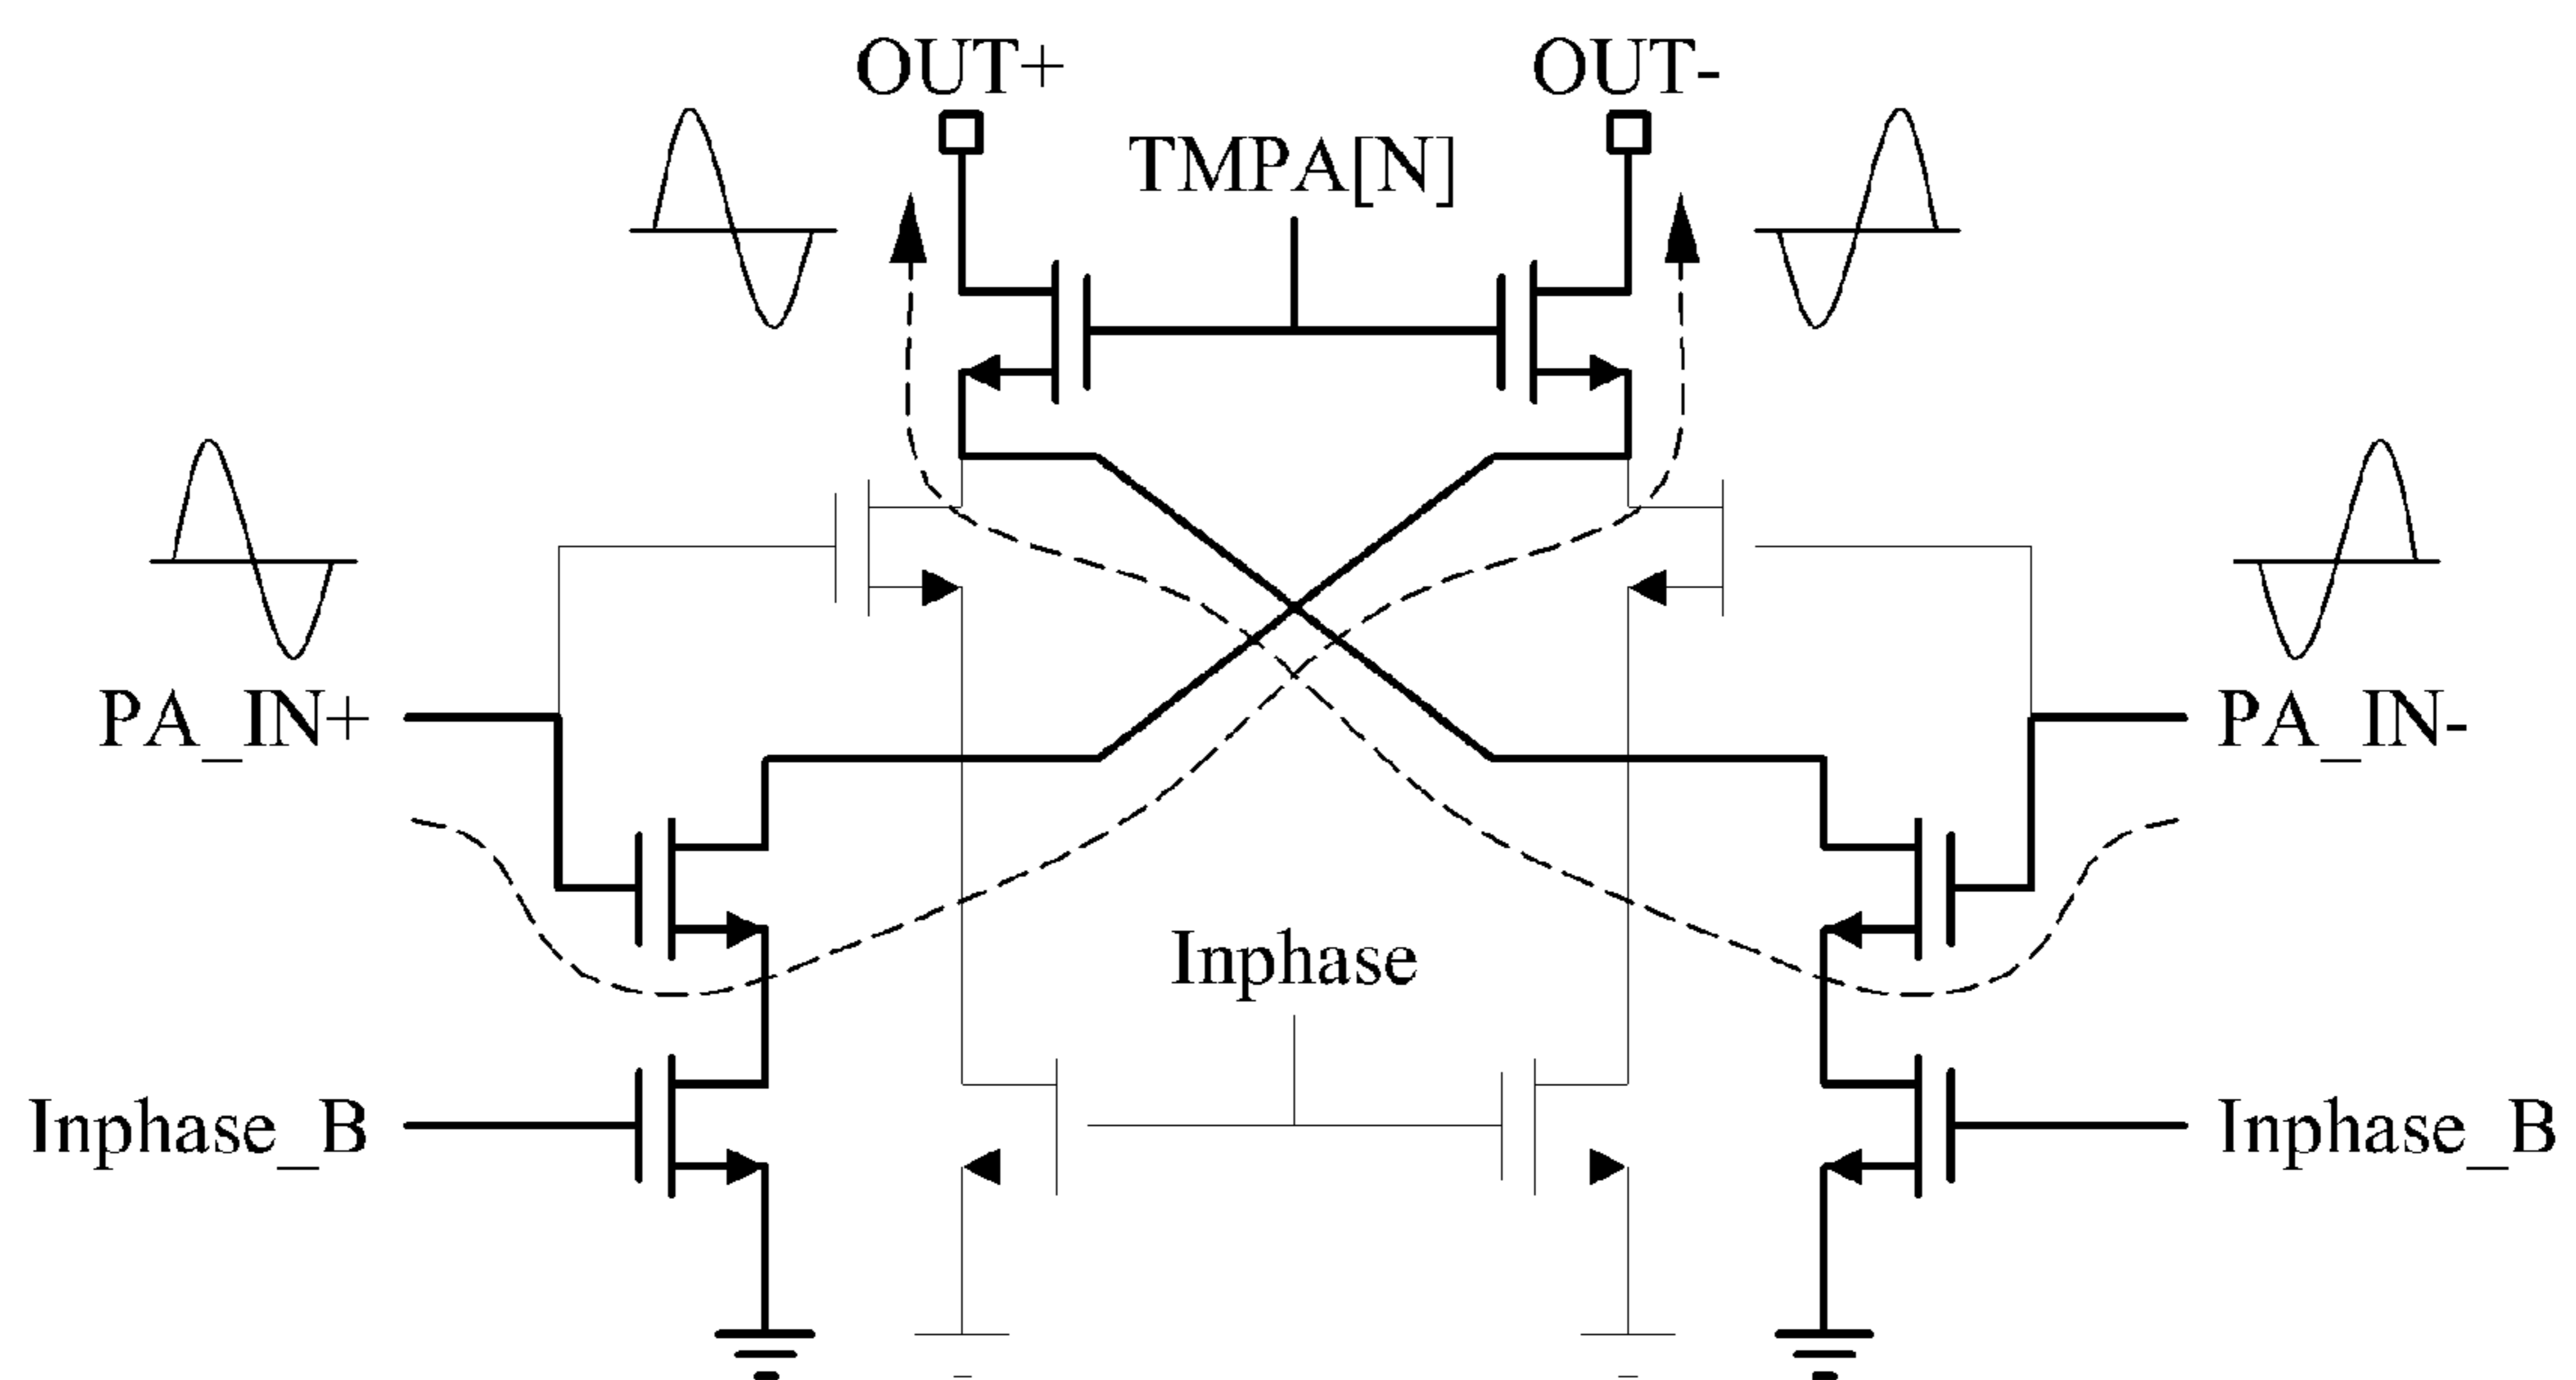 OUT+
OUT-
TMPA[N]
PA_IN+
PA_IN-
Inphase
Inphase_B
Inphase_B